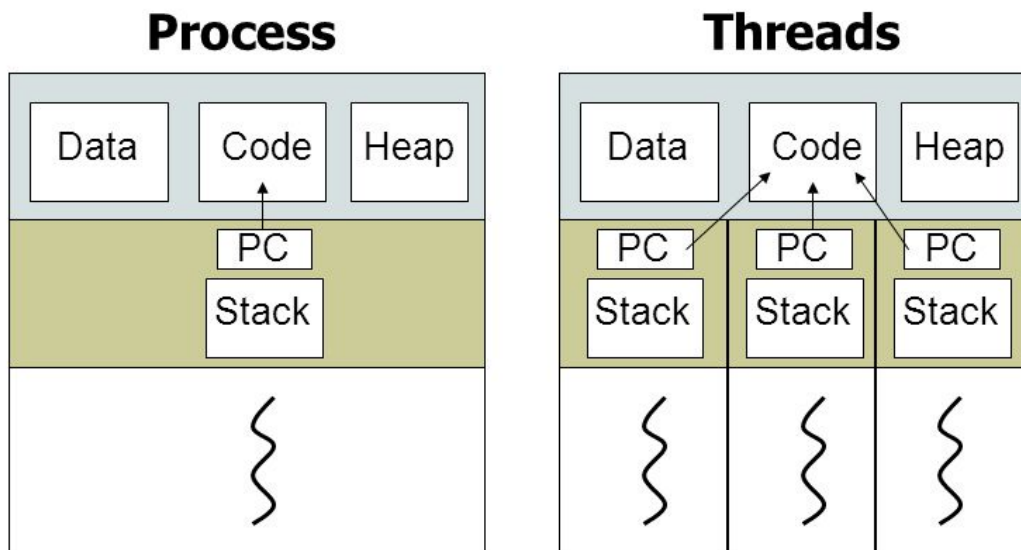 Process
Data Code Heap
PC
Stack
Threads
Data Code Heap
PC PC PC
Stack Stack Stack